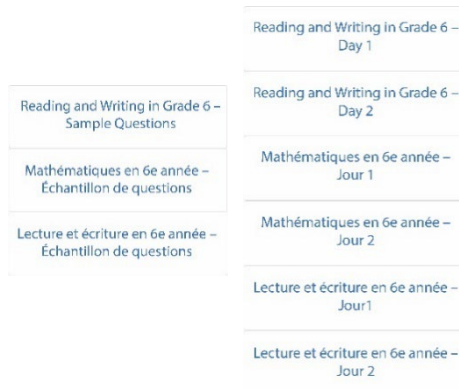 Reading and Writing in Grade 6 –
Sample Questions
Mathématiques en 6e année –
Échantillon de questions
Lecture et écriture en 6e année –
Échantillon de questions
Reading and Writing in Grade 6 –
Day 1
Reading and Writing in Grade 6 –
Day 2
Mathématiques en 6e année –
Jour 1
Mathématiques en 6e année –
Jour 2
Lecture et écriture en 6e année –
Jour1
Lecture et écriture en 6e année –
Jour 2